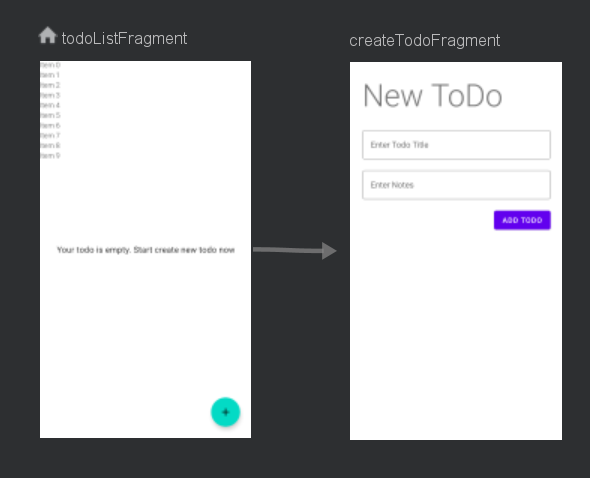 todoListFragment
Item 0
Item 1
Item 2
Item 3
Item 4
Item 5
Item 6
Item 7
Item 8
Item 9
Your todo is empty. Start create new todo now
+
createTodoFragment
New ToDo
Enter Todo Title
Enter Notes
ADD TODO